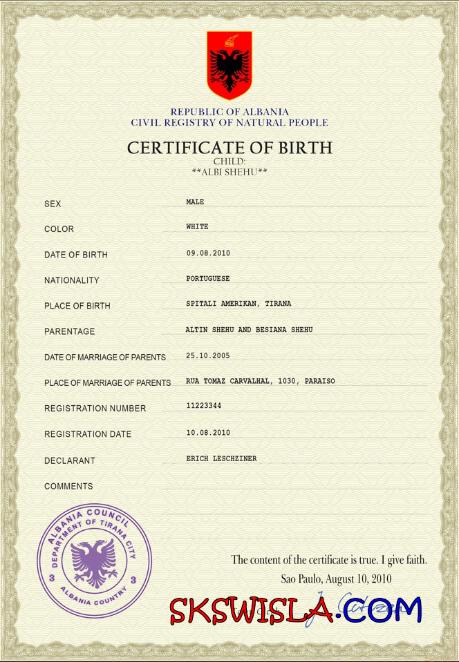 REPUBLIC OF ALBANIA
CIVIL REGISTRY OF NATURAL PEOPLE
CERTIFICATE OF BIRTH
CHILD:
**ALBI SHEHU**
SEX MALE
COLOR WHITE
DATE OF BIRTH 09.08.2010
NATIONALITY PORTUGUESE
PLACE OF BIRTH SPITALI AMERIKAN, TIRANA
PARENTAGE ALTIN SHEHU AND BESIANA SHEHU
DATE OF MARRIAGE OF PARENTS 25.10.2005
PLACE OF MARRIAGE OF PARENTS RUA TOMAZ CARVALHAL, 1030, PARAISO
REGISTRATION NUMBER 11223344
REGISTRATION DATE 10.08.2010
DECLARANT ERICH LESCHZINER
COMMENTS
ALBANIA COUNCIL
DEPARTMENT OF TIRANA CITY
3 3
ALBANIA COUNTRY
The content of the certificate is true. I give faith.
Sao Paulo, August 10, 2010
SKSWISLA.COM